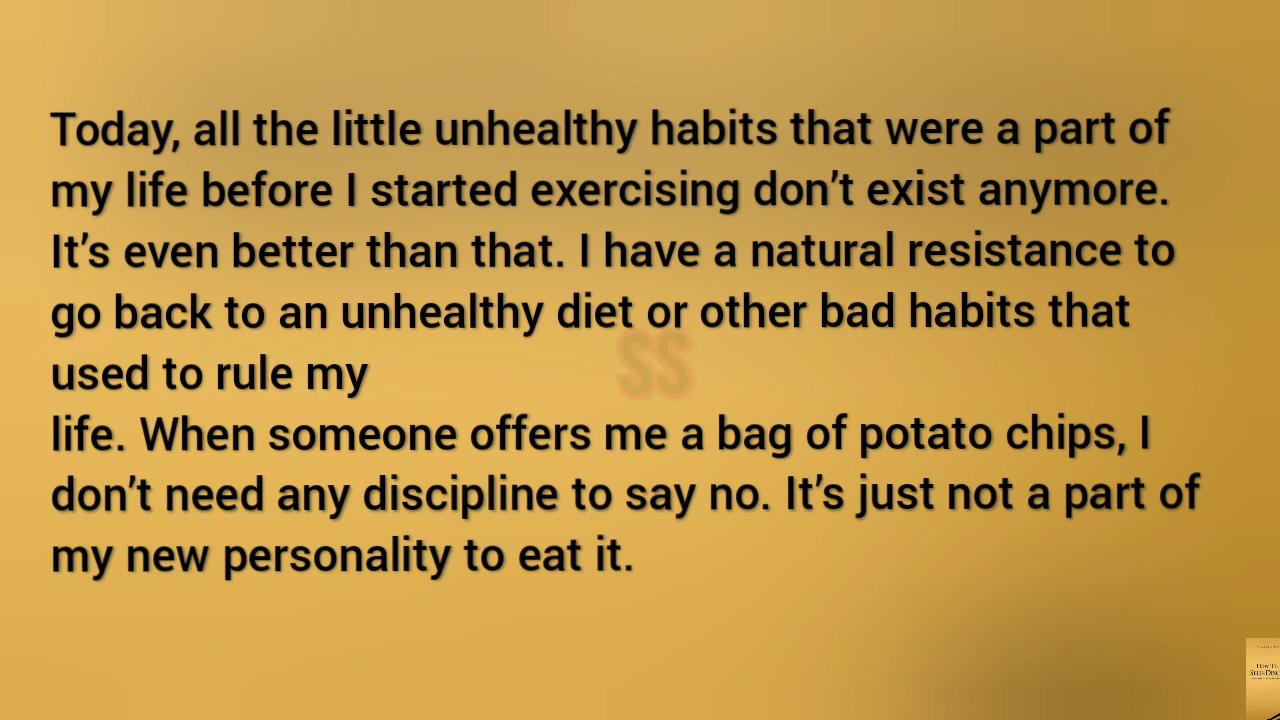 Today, all the little unhealthy habits that were a part of
my life before I started exercising don’t exist anymore.
It’s even better than that. I have a natural resistance to
go back to an unhealthy diet or other bad habits that
used to rule my
SS
life. When someone offers me a bag of potato chips, I
don’t need any discipline to say no. It’s just not a part of
my new personality to eat it.
How To